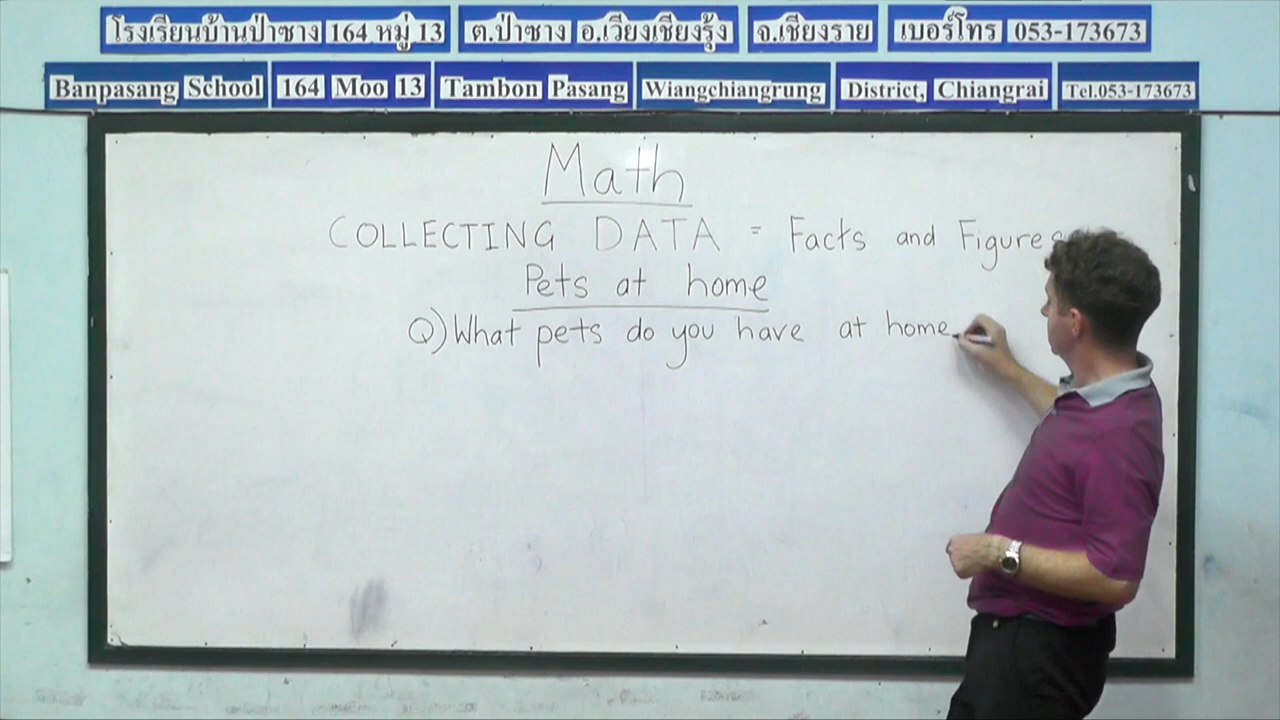 โรงเรียนบ้านป่าซาง 164 หมู่ 13 ต.ป่าซาง อ.เวียงเชียงรุ้ง จ.เชียงราย เบอร์โทร 053-173673
Banpasang School 164 Moo 13 Tambon Pasang Wiangchiangrung District, Chiangrai Tel.053-173673
Math
COLLECTING DATA = Facts and Figures
Pets at home
Q) What pets do you have at home